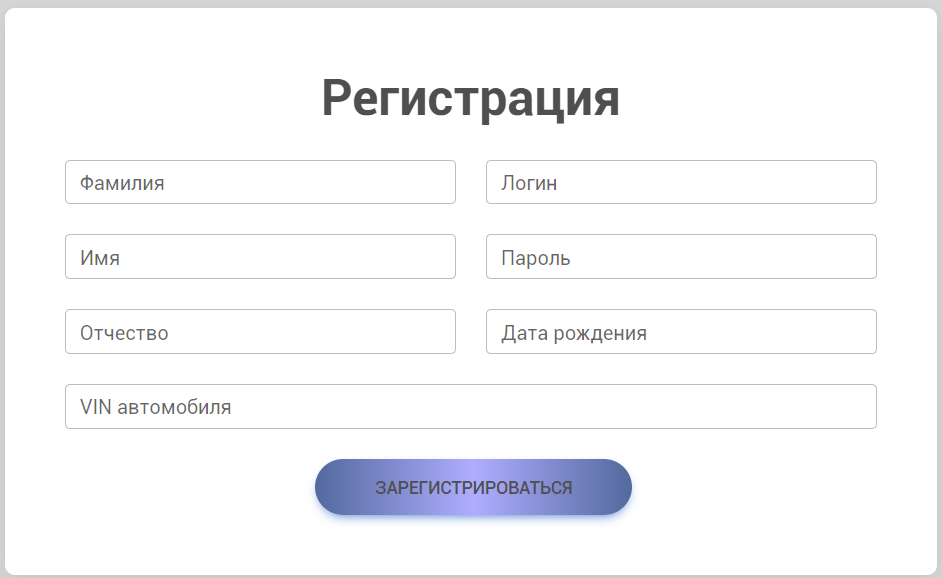 Регистрация
Фамилия
Логин
Имя
Пароль
Отчество
Дата рождения
VIN автомобиля
ЗАРЕГИСТРИРОВАТЬСЯ